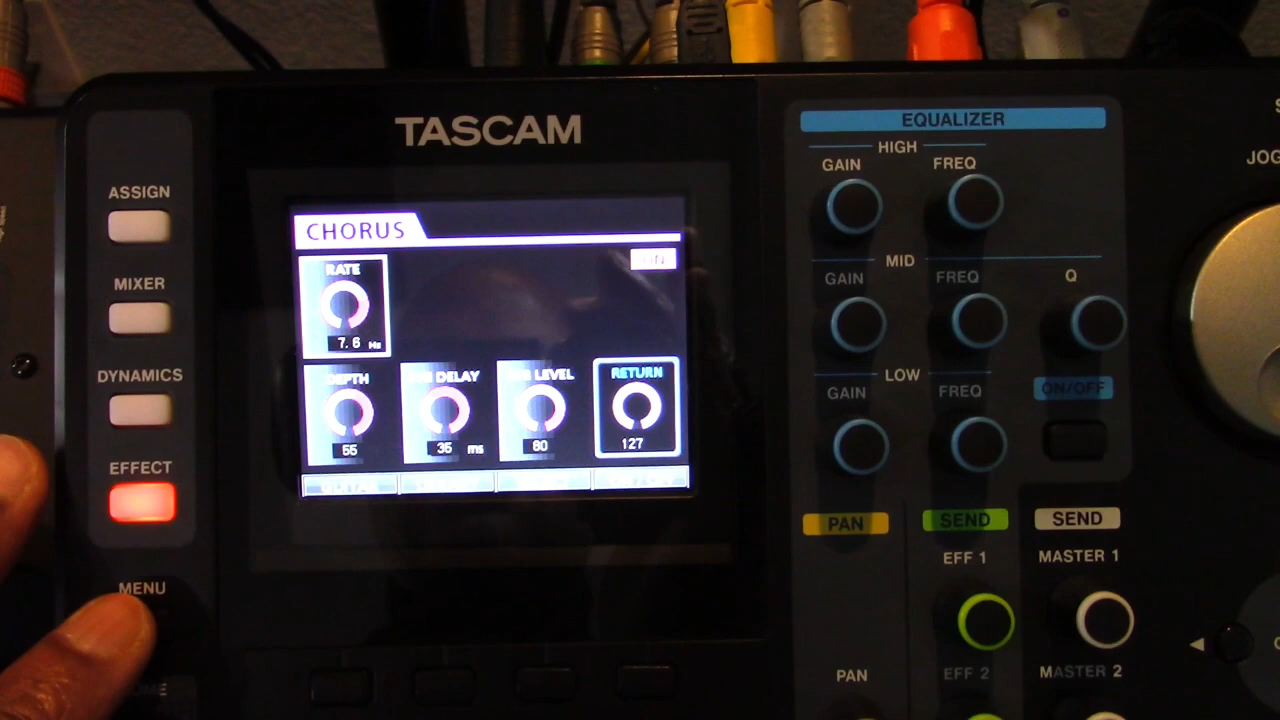 TASCAM
ASSIGN
MIXER
DYNAMICS
EFFECT
MENU
CHORUS
ON
RATE
7.6 Hz
DEPTH
55
DELAY
35 ms
LEVEL
80
RETURN
127
EQUALIZER
HIGH
GAIN FREQ
MID
GAIN FREQ Q
LOW
GAIN FREQ
ON/OFF
PAN SEND SEND
EFF 1 MASTER 1
PAN EFF 2 MASTER 2
JOG